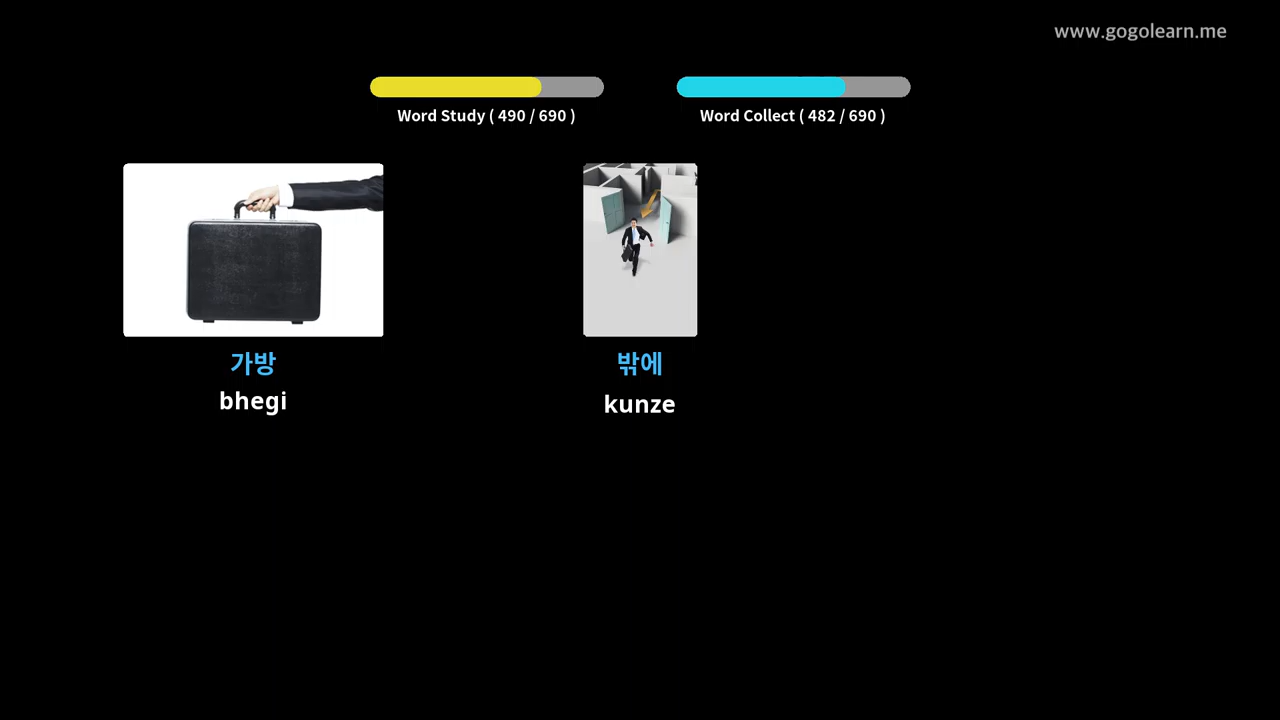 www.gogolearn.me
Word Study ( 490 / 690 )
Word Collect ( 482 / 690 )
가방
bhegi
밖에
kunze